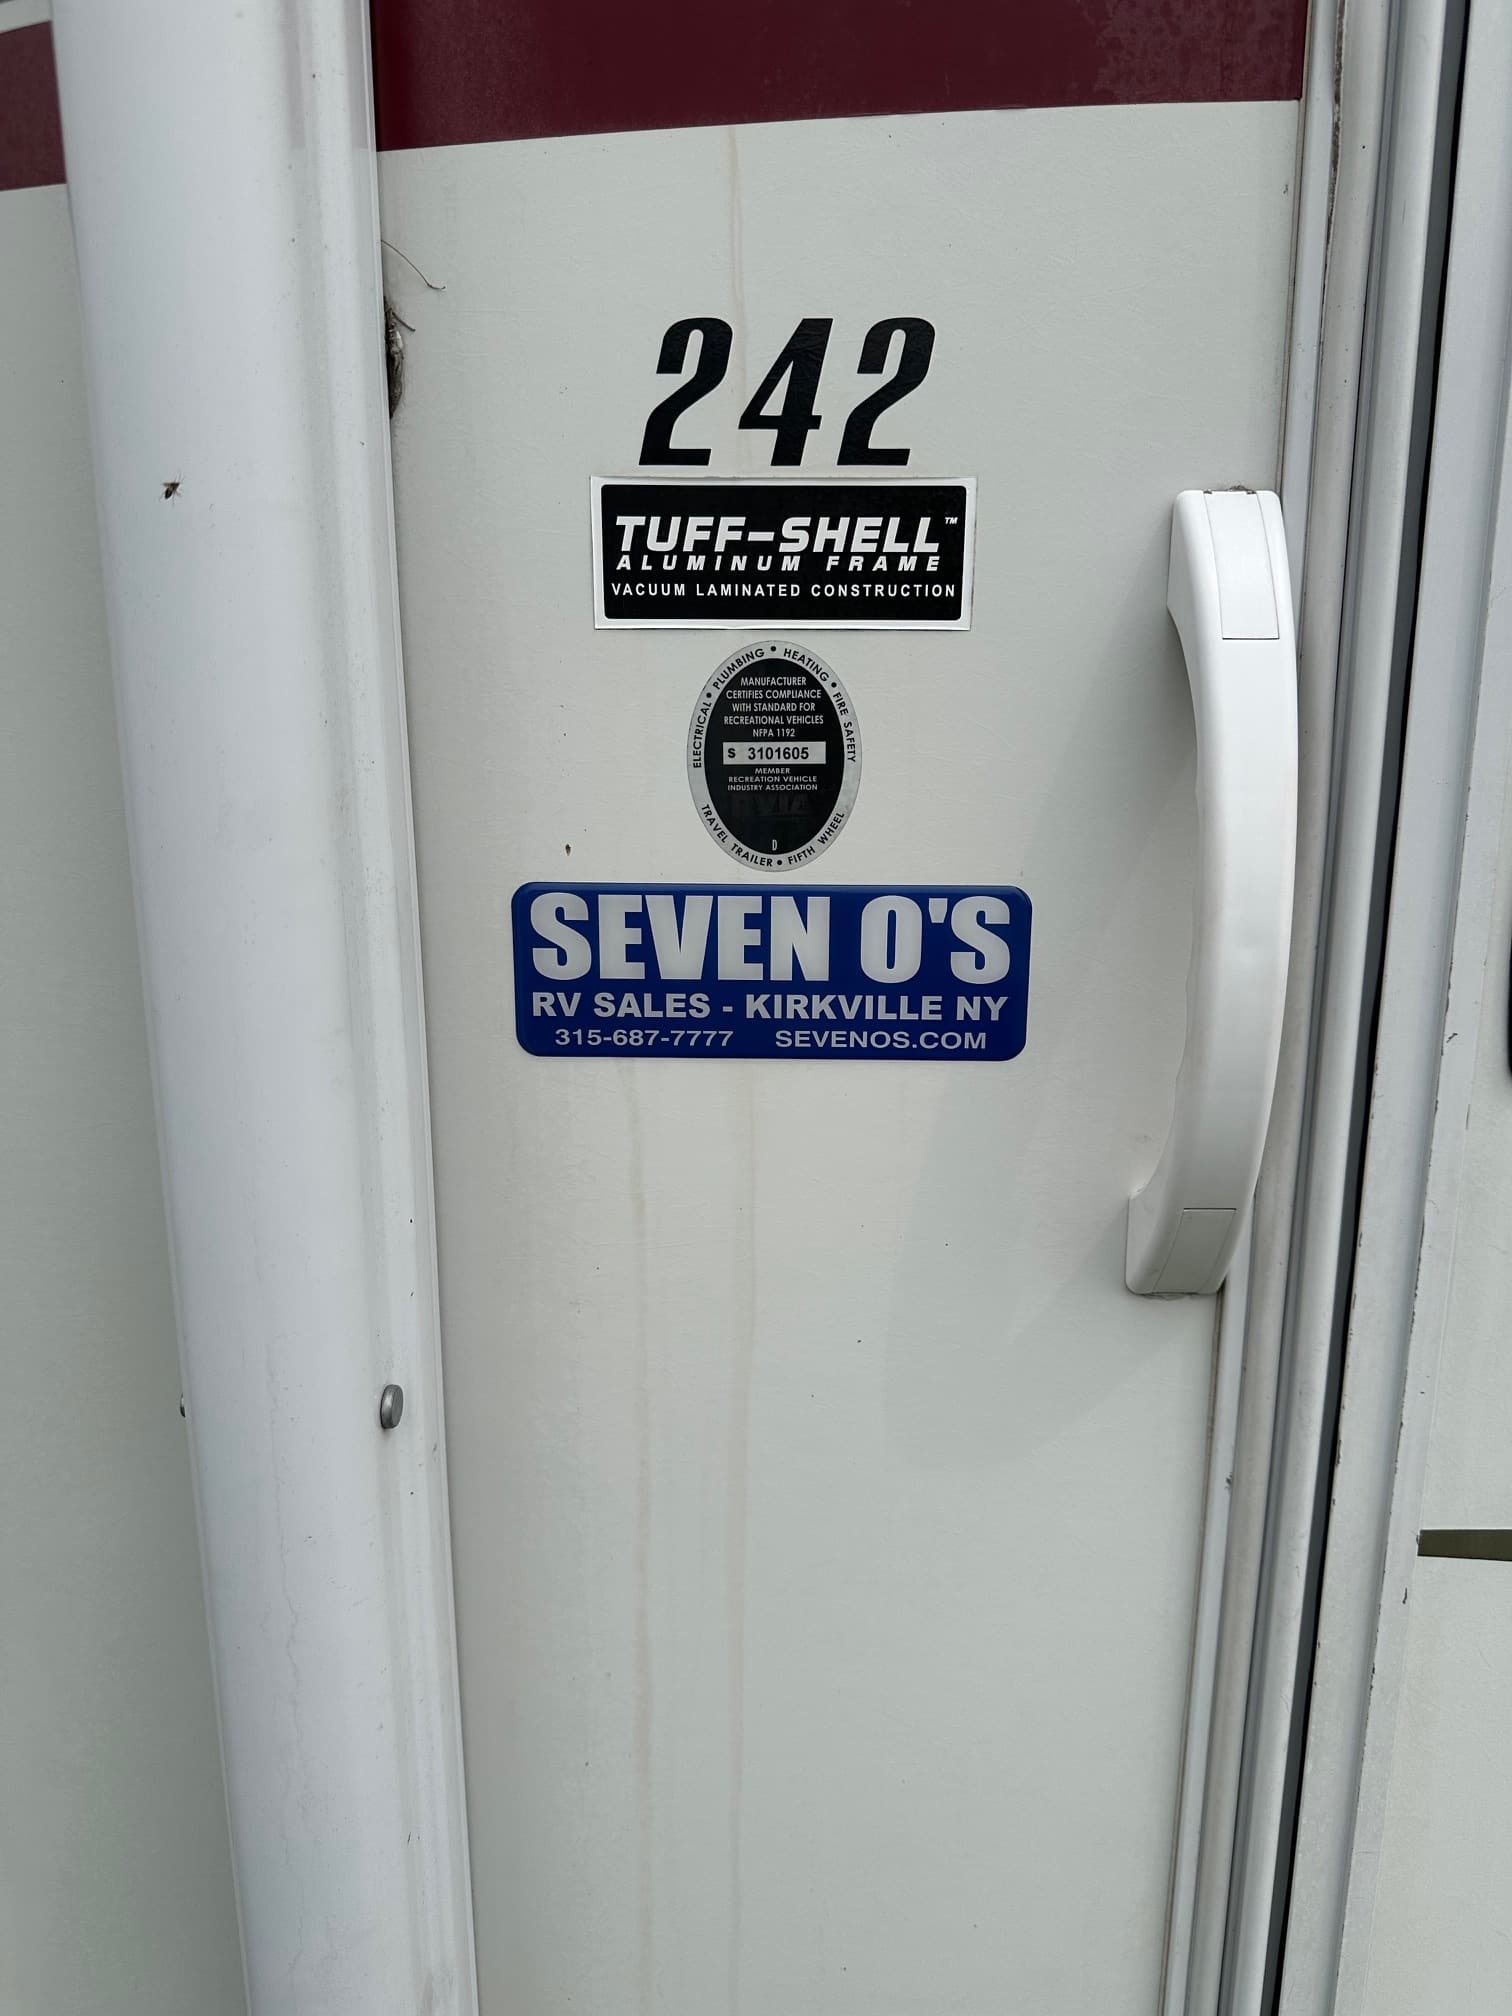 242
TUFF-SHELL™
ALUMINUM FRAME
VACUUM LAMINATED CONSTRUCTION
ELECTRICAL • PLUMBING • HEATING • FIRE SAFETY
MANUFACTURER
CERTIFIES COMPLIANCE
WITH STANDARD FOR
RECREATIONAL VEHICLES
NFPA 1192
S 3101605
MEMBER
RECREATION VEHICLE
INDUSTRY ASSOCIATION
RVIA
D
TRAVEL TRAILER • FIFTH WHEEL
SEVEN O'S
RV SALES - KIRKVILLE NY
315-687-7777 SEVENOS.COM